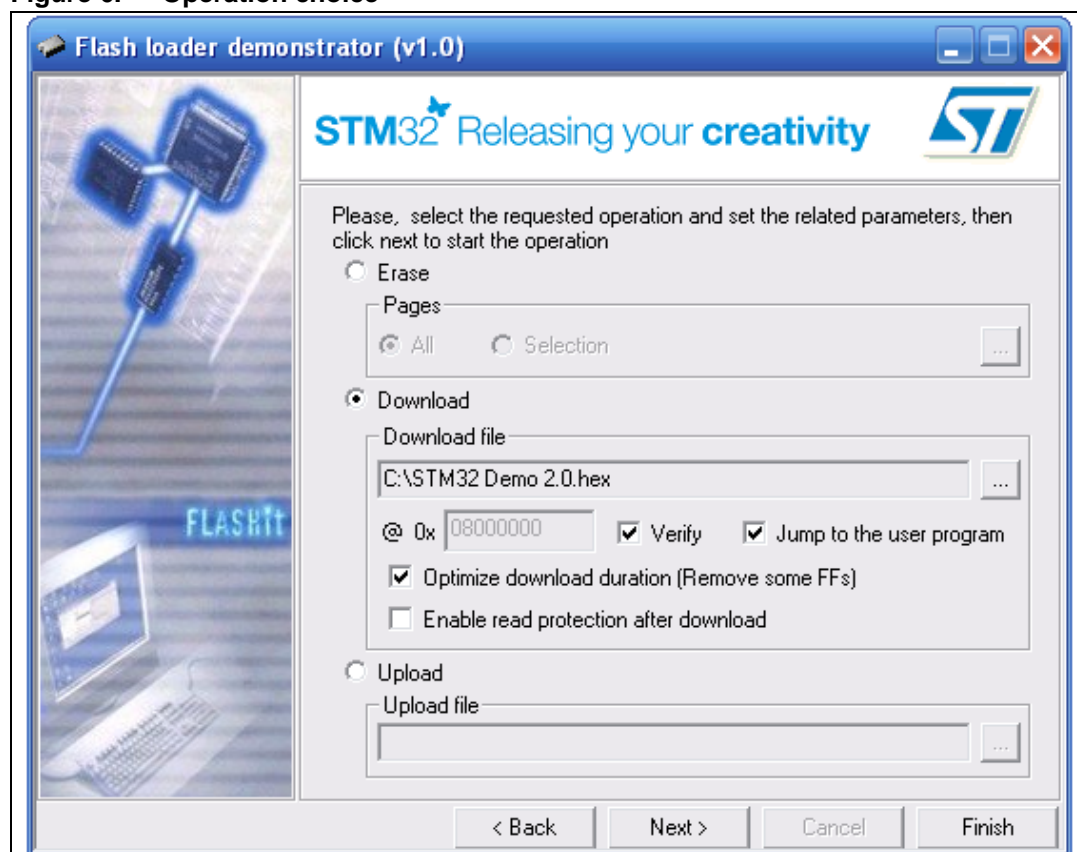 Flash loader demonstrator (v1.0)
STM32 Releasing your creativity
ST
Please, select the requested operation and set the related parameters, then
click next to start the operation
Erase
Pages
All Selection ...
Download
Download file
C:\STM32 Demo 2.0.hex ...
@ 0x 08000000 Verify Jump to the user program
Optimize download duration (Remove some FFs)
Enable read protection after download
FLASHit
Upload
Upload file
...
< Back Next > Cancel Finish